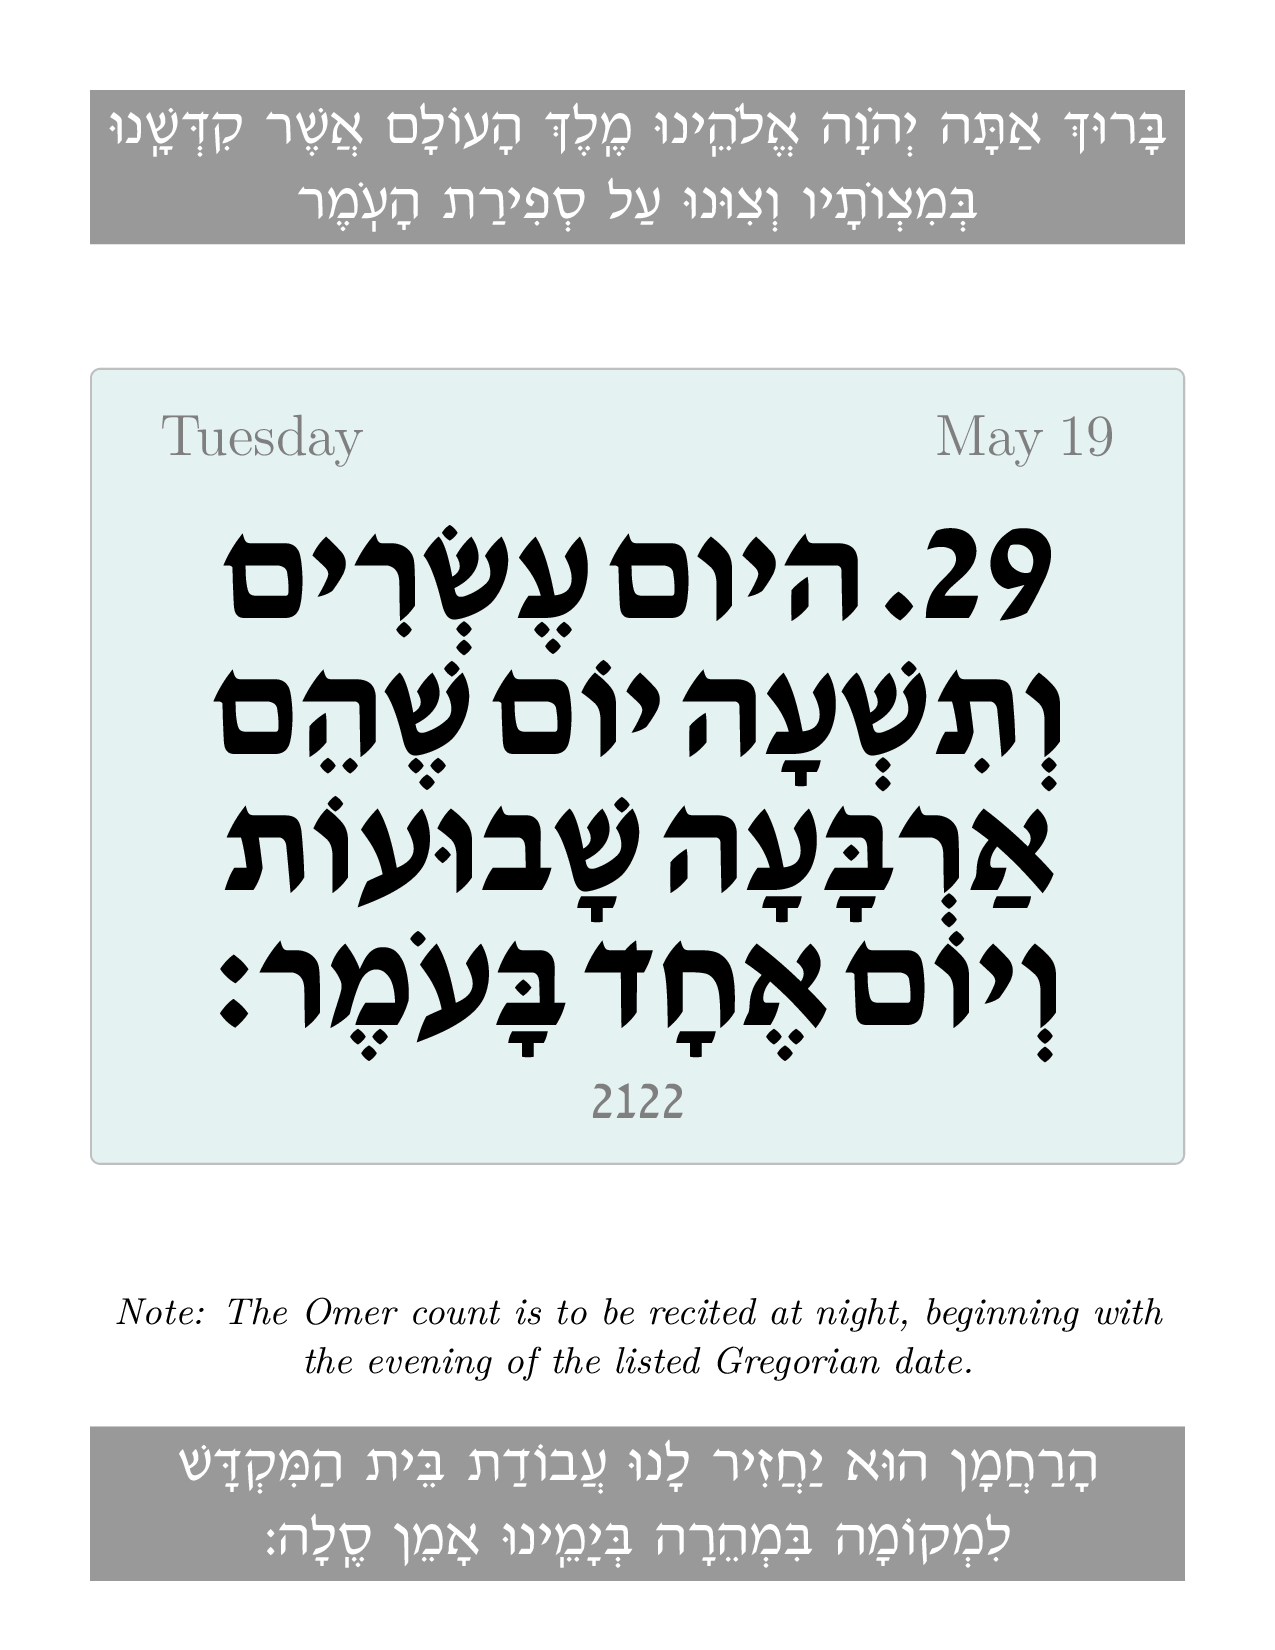 בָּרוּךְ אַתָּה יְהֹוָה אֱלֹהֵֽינוּ מֶֽלֶךְ הָעוֹלָם אֲשֶׁר קִדְּשָֽׁנוּ
בְּמִצְוֹתָיו וְצִוּנוּ עַל סְפִירַת הָעֹֽמֶר
Tuesday May 19
29. היום עֶשְׂרִים
וְתִשְׁעָה יוֹם שֶׁהֵם
אַרְבָּעָה שָׁבוּעוֹת
וְיוֹם אֶחָד בָּעֹמֶר:
2122
Note: The Omer count is to be recited at night, beginning with
the evening of the listed Gregorian date.
הָרַחֲמָן הוּא יַחֲזִיר לָנוּ עֲבוֹדַת בֵּית הַמִּקְדָּשׁ
לִמְקוֹמָה בִּמְהֵרָה בְּיָמֵֽינוּ אָמֵן סֶֽלָה: